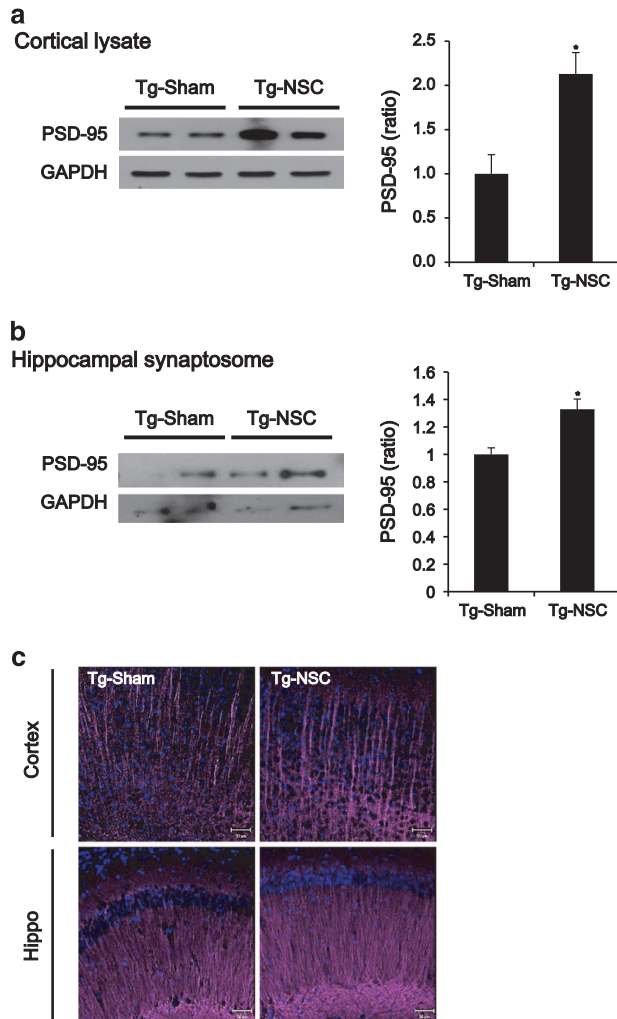 a
Cortical lysate
Tg-Sham Tg-NSC
PSD-95
GAPDH
PSD-95 (ratio)
2.5
2.0
1.5
1.0
0.5
0.0
*
Tg-Sham Tg-NSC
b
Hippocampal synaptosome
Tg-Sham Tg-NSC
PSD-95
GAPDH
PSD-95 (ratio)
1.6
1.4
1.2
1
0.8
0.6
0.4
0.2
0
*
Tg-Sham Tg-NSC
c
Tg-Sham Tg-NSC
Cortex
Hippo